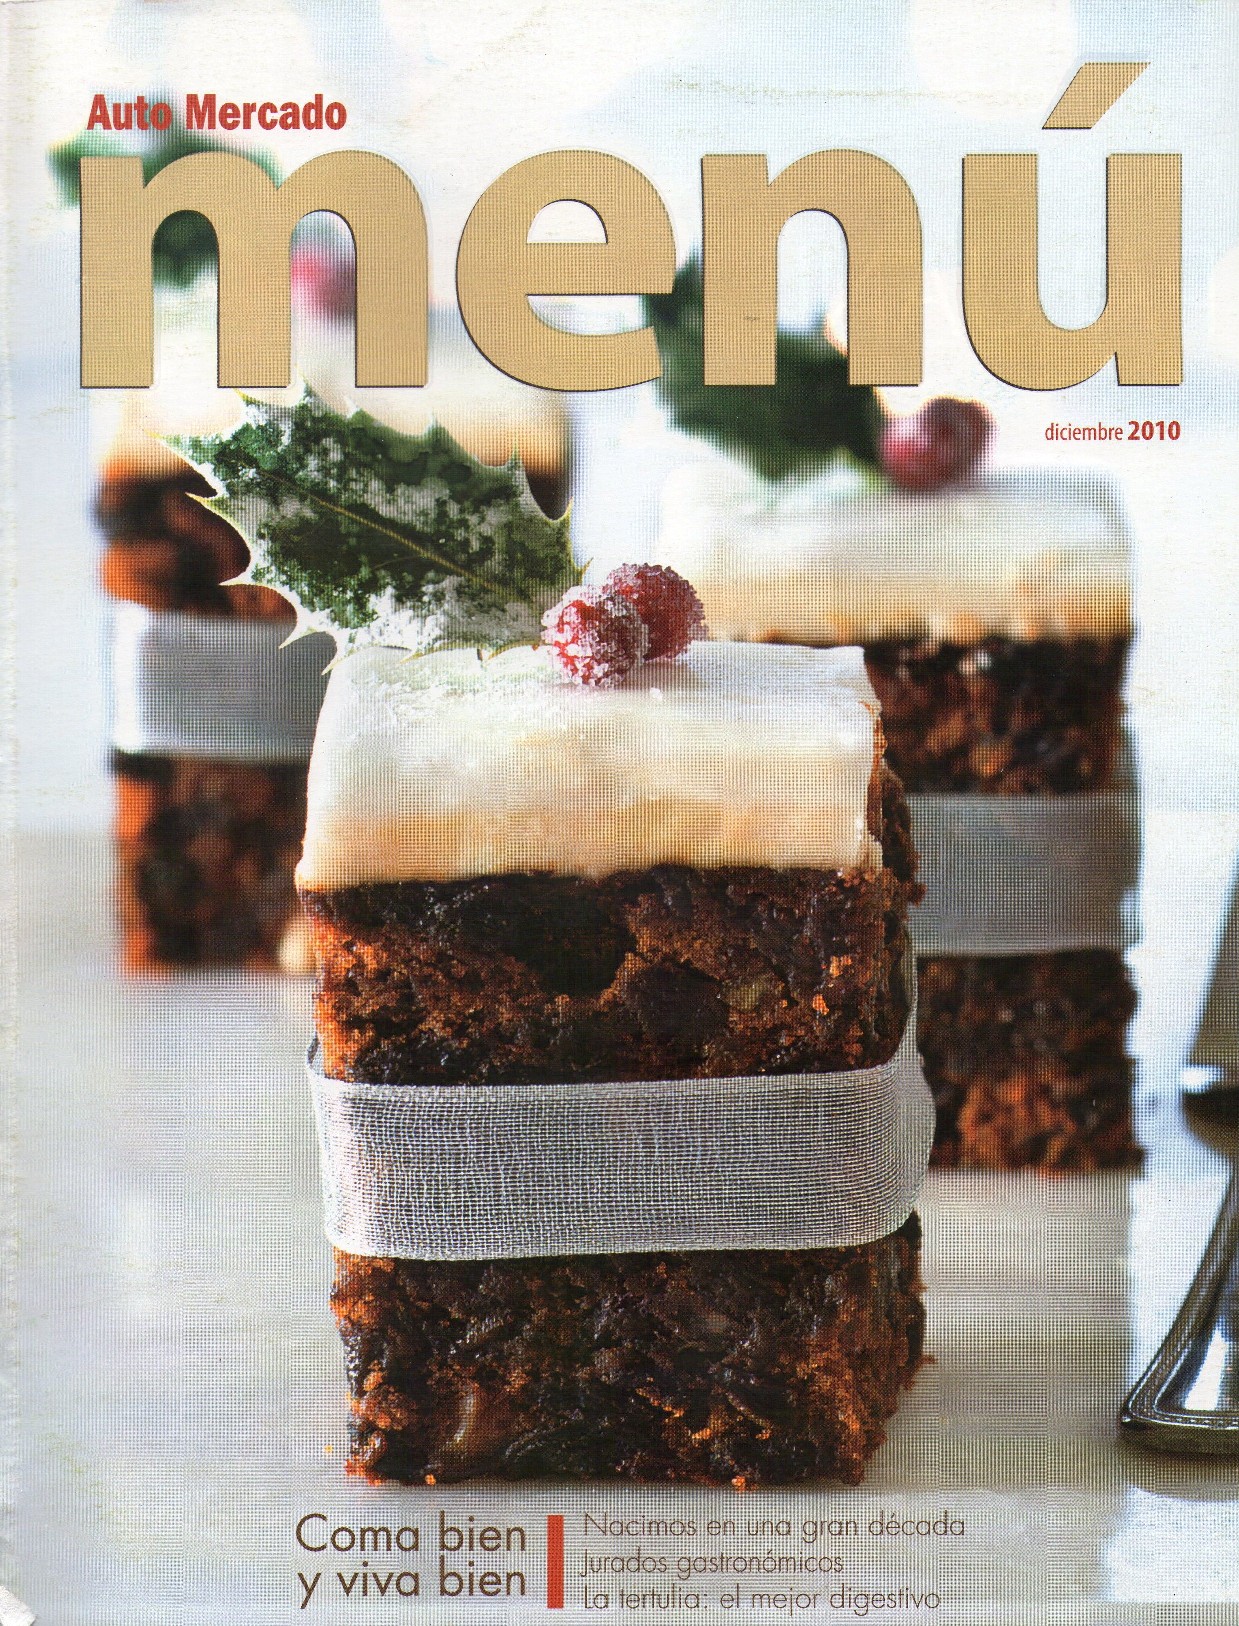 Auto Mercado
menú
diciembre 2010
Coma bien
y viva bien
Nacimos en una gran década
Jurados gastronómicos
La tertulia: el mejor digestivo